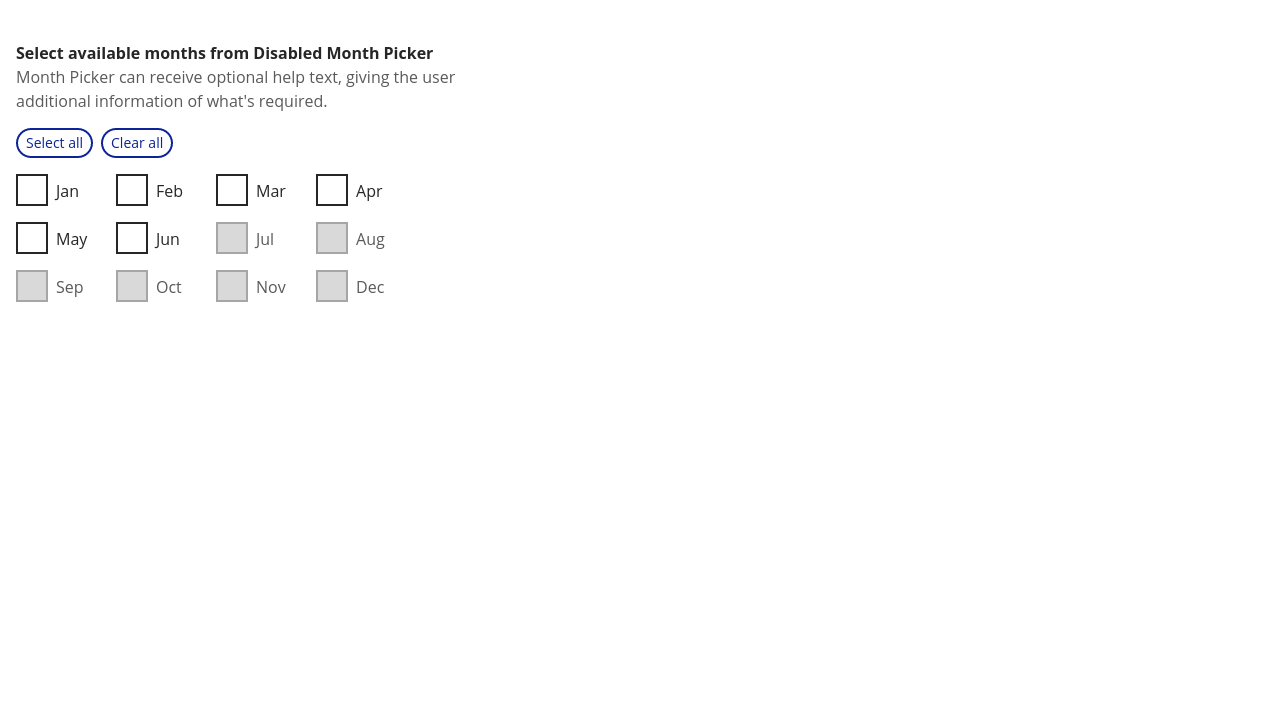 Select available months from Disabled Month Picker
Month Picker can receive optional help text, giving the user
additional information of what's required.
Select all Clear all
Jan Feb Mar Apr
May Jun Jul Aug
Sep Oct Nov Dec